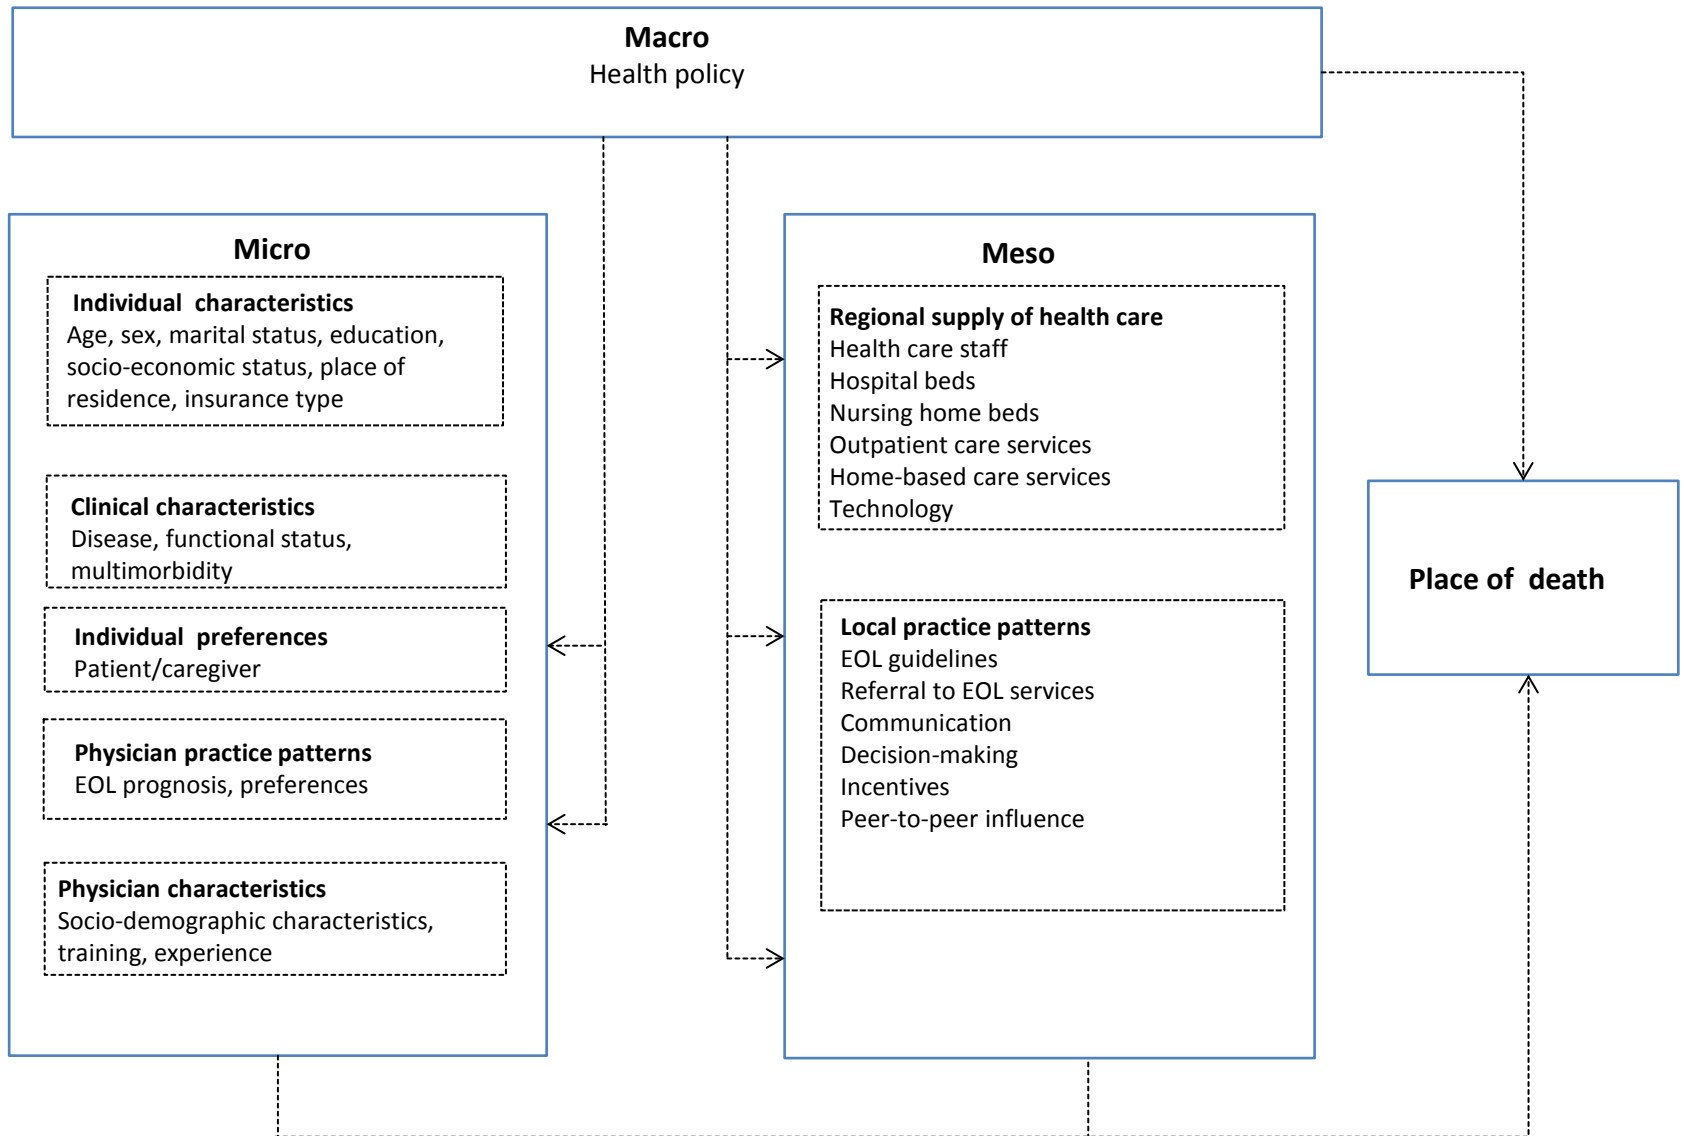 Macro
Health policy
Micro
Individual characteristics
Age, sex, marital status, education,
socio-economic status, place of
residence, insurance type
Clinical characteristics
Disease, functional status,
multimorbidity
Individual preferences
Patient/caregiver
Physician practice patterns
EOL prognosis, preferences
Physician characteristics
Socio-demographic characteristics,
training, experience
Meso
Regional supply of health care
Health care staff
Hospital beds
Nursing home beds
Outpatient care services
Home-based care services
Technology
Local practice patterns
EOL guidelines
Referral to EOL services
Communication
Decision-making
Incentives
Peer-to-peer influence
Place of death